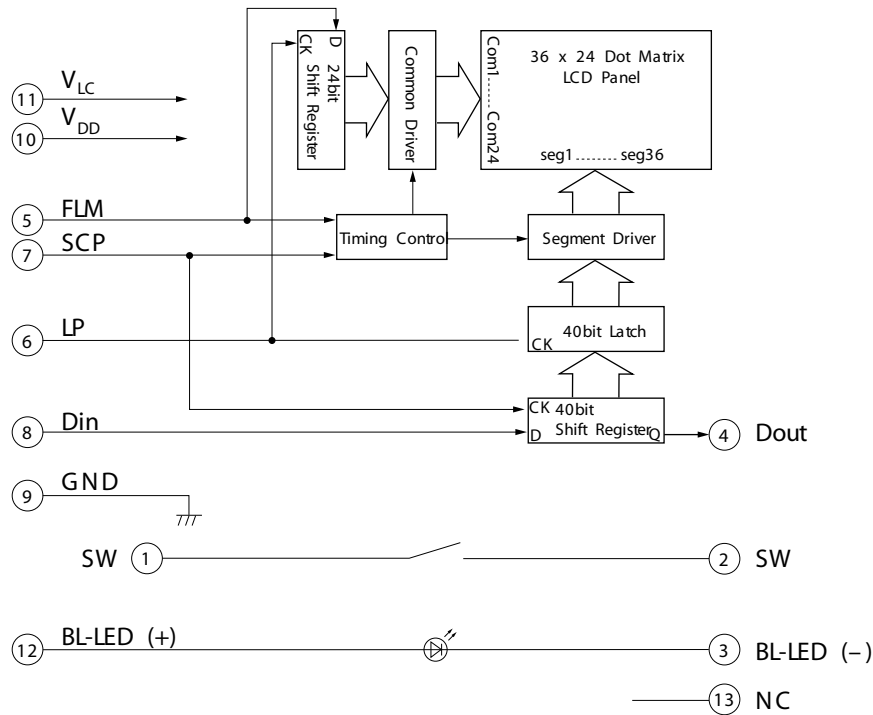 D
CK
24bit
Shift Register
Common Driver
Com1......Com24
36 x 24 Dot Matrix
LCD Panel
seg1 ........ seg36
11 VLC
10 VDD
5 FLM
7 SCP
Timing Control
Segment Driver
6 LP
40bit Latch
CK
8 Din
CK 40bit
D Shift Register Q
4 Dout
9 GND
SW 1
2 SW
12 BL-LED (+)
3 BL-LED (–)
13 NC